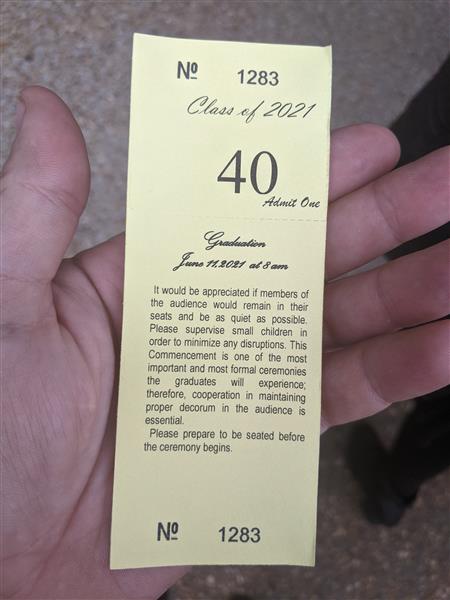 Nº 1283
Class of 2021
40
Admit One
Graduation
June 11,2021 at 8 am
It would be appreciated if members of
the audience would remain in their
seats and be as quiet as possible.
Please supervise small children in
order to minimize any disruptions. This
Commencement is one of the most
important and most formal ceremonies
the graduates will experience;
therefore, cooperation in maintaining
proper decorum in the audience is
essential.
Please prepare to be seated before
the ceremony begins.
Nº 1283